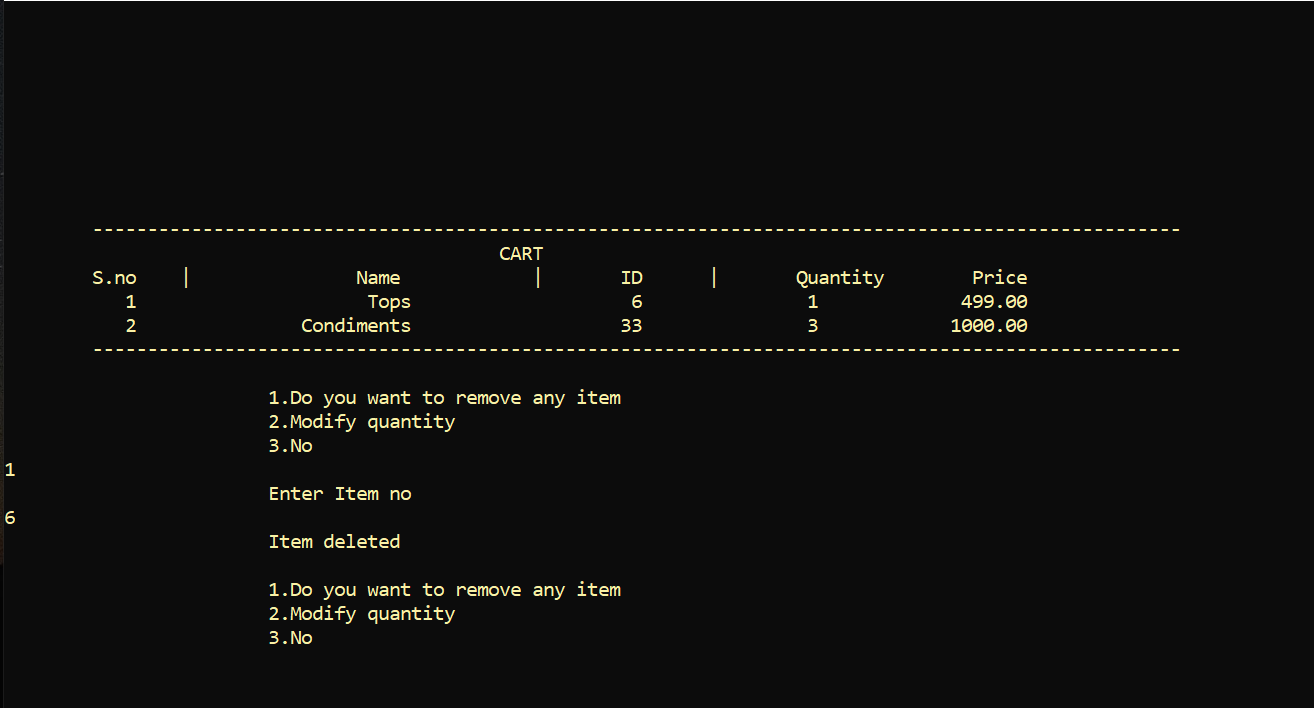 ---------------------------------------------------------------------------------------------------
CART
S.no | Name | ID | Quantity Price
1 Tops 6 1 499.00
2 Condiments 33 3 1000.00
---------------------------------------------------------------------------------------------------
1.Do you want to remove any item
2.Modify quantity
3.No
1
Enter Item no
6
Item deleted
1.Do you want to remove any item
2.Modify quantity
3.No